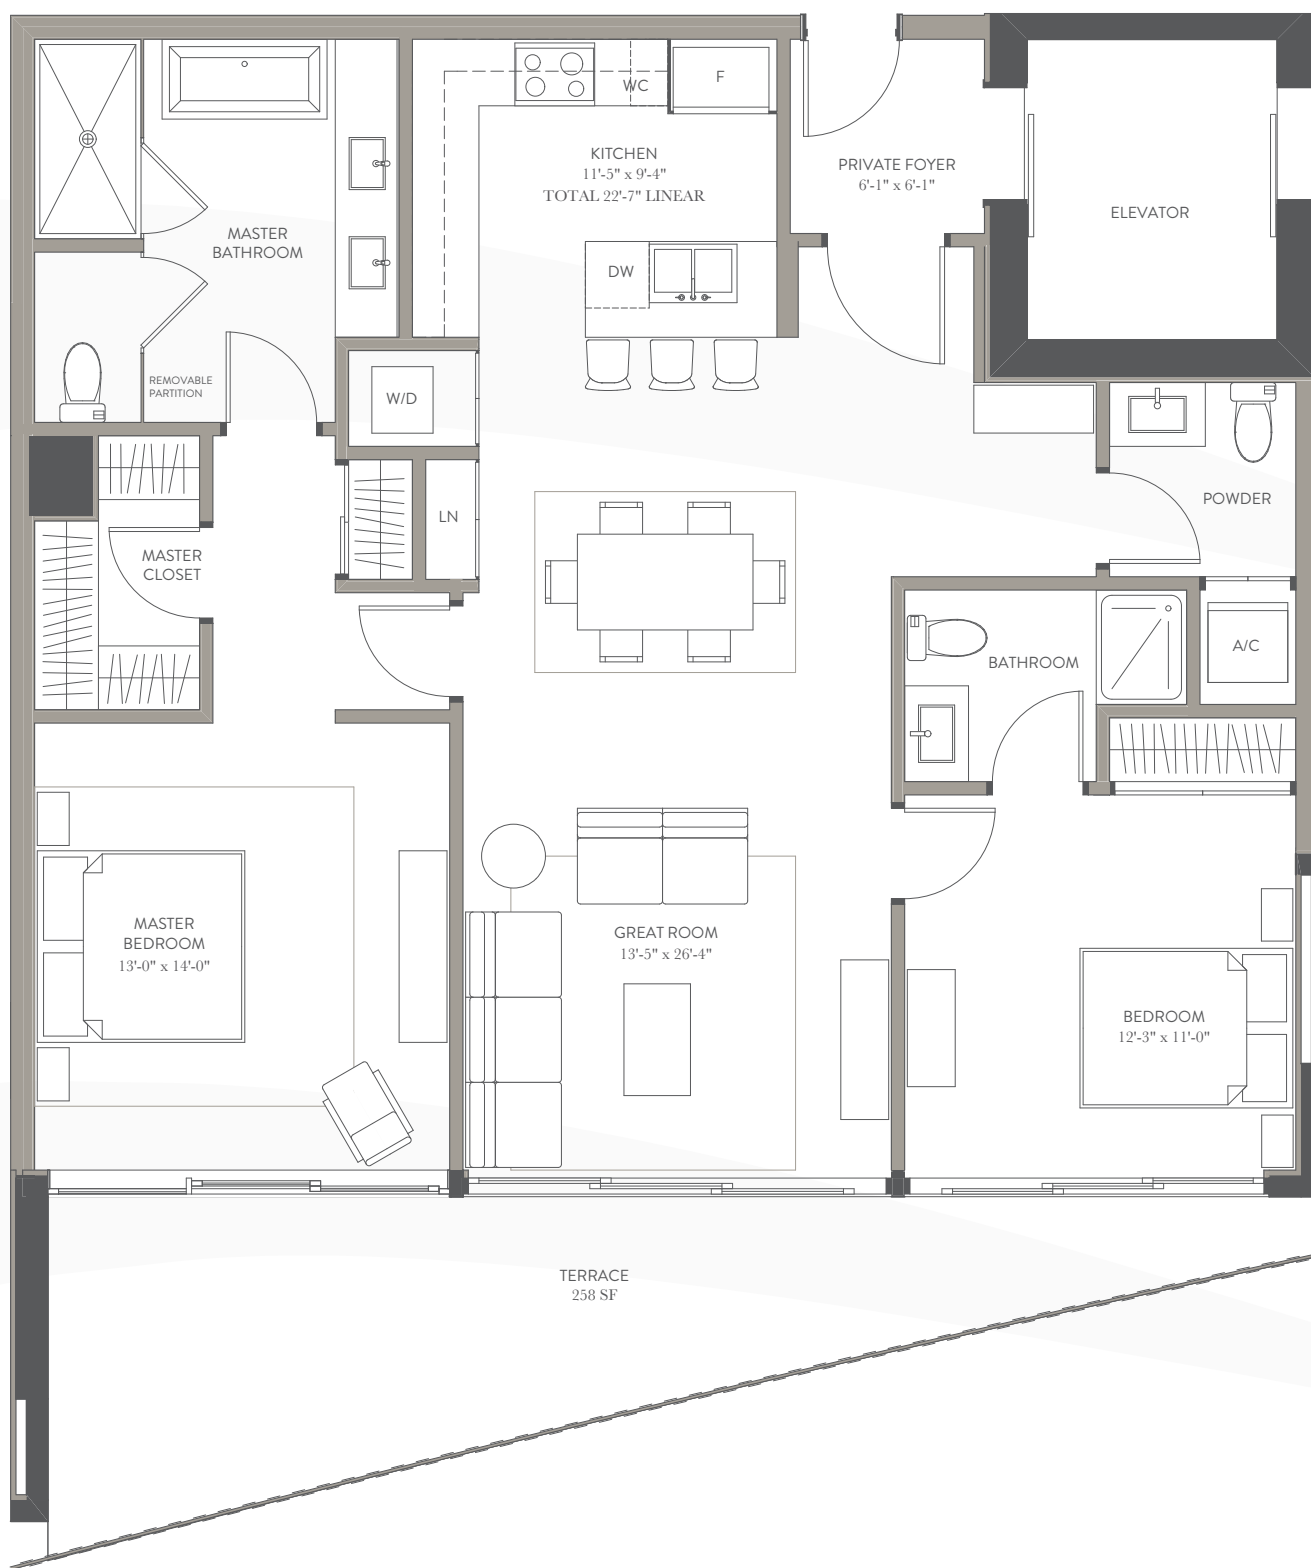 WC
F
KITCHEN
11'-5" x 9'-4"
TOTAL 22'-7" LINEAR
PRIVATE FOYER
6'-1" x 6'-1"
ELEVATOR
MASTER
BATHROOM
DW
REMOVABLE
PARTITION
W/D
LN
POWDER
MASTER
CLOSET
BATHROOM
A/C
MASTER
BEDROOM
13'-0" x 14'-0"
GREAT ROOM
13'-5" x 26'-4"
BEDROOM
12'-3" x 11'-0"
TERRACE
258 SF